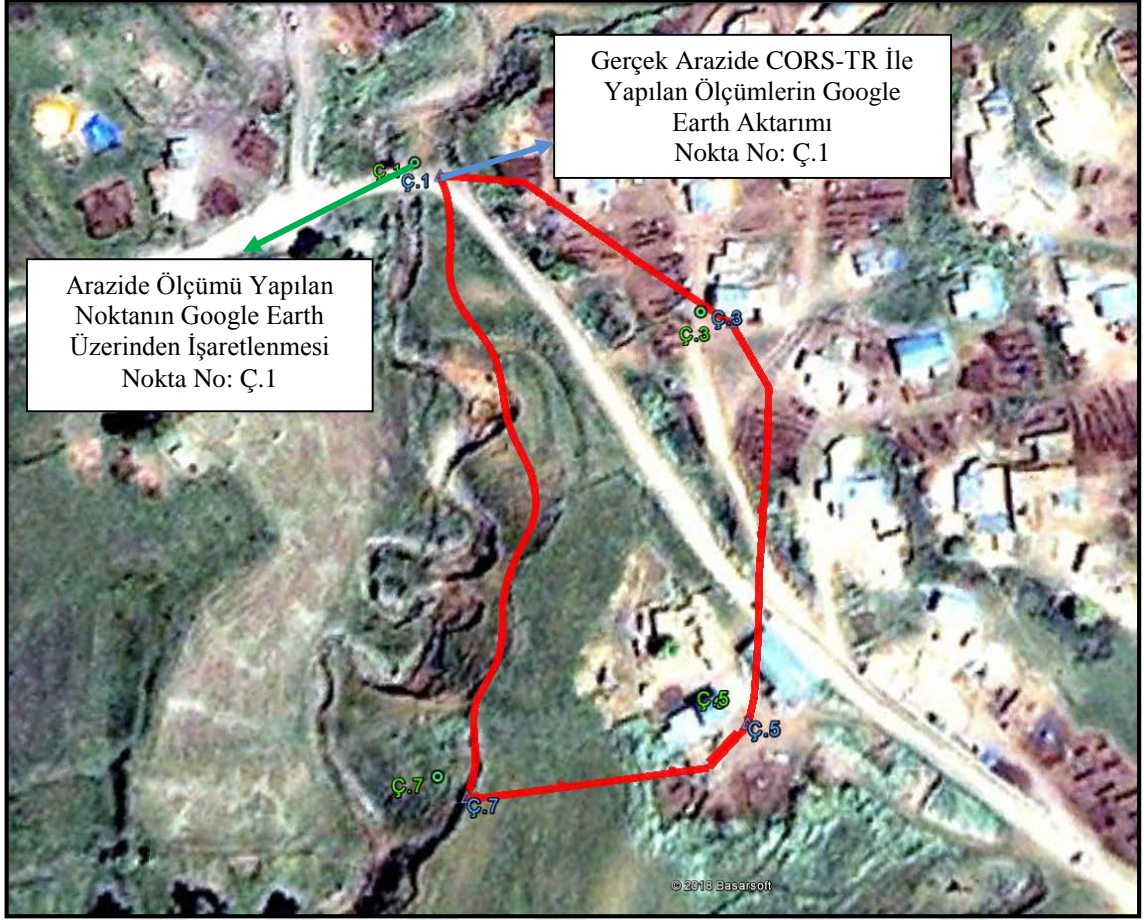 Gerçek Arazide CORS-TR İle
Yapılan Ölçümlerin Google
Earth Aktarımı
Nokta No: Ç.1
Ç.1
Ç.1
Arazide Ölçümü Yapılan
Noktanın Google Earth
Üzerinden İşaretlenmesi
Nokta No: Ç.1
Ç.3
Ç.3
Ç.5
Ç.5
Ç.7
Ç.7
© 2018 Basarsoft